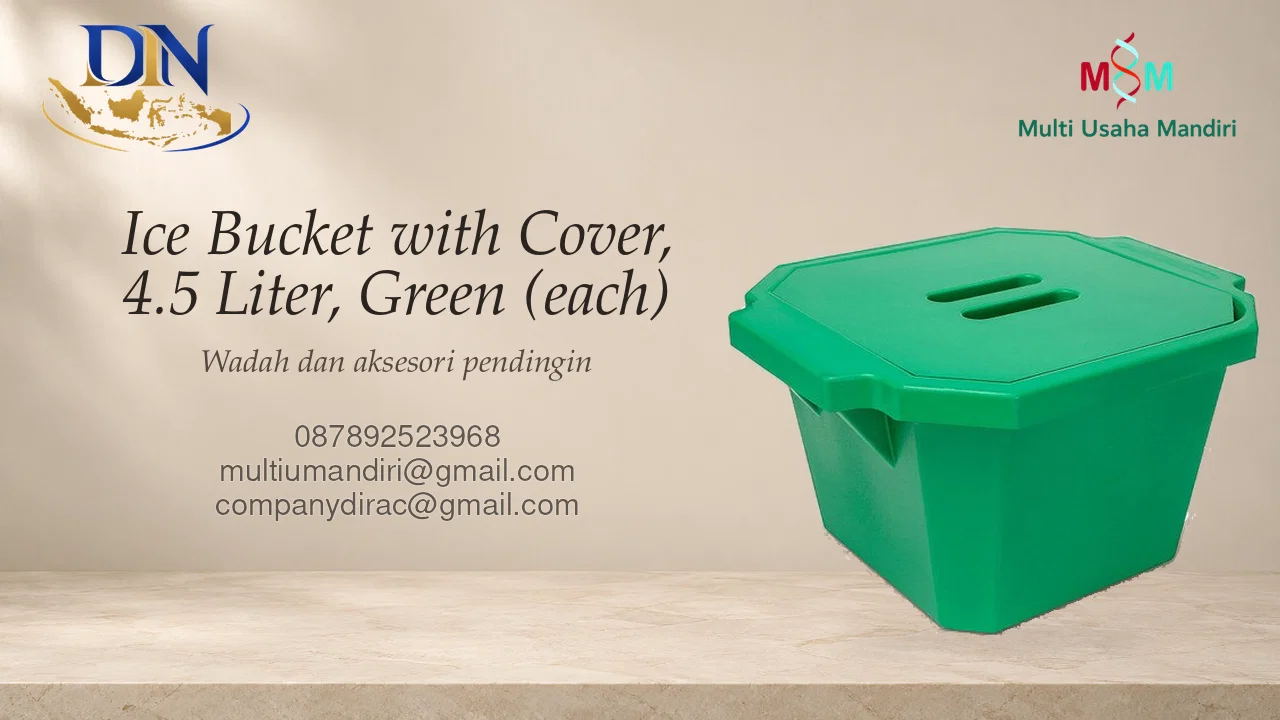 DN
M M
Multi Usaha Mandiri
Ice Bucket with Cover,
4.5 Liter, Green (each)
Wadah dan aksesori pendingin
087892523968
multiumandiri@gmail.com
companydirac@gmail.com